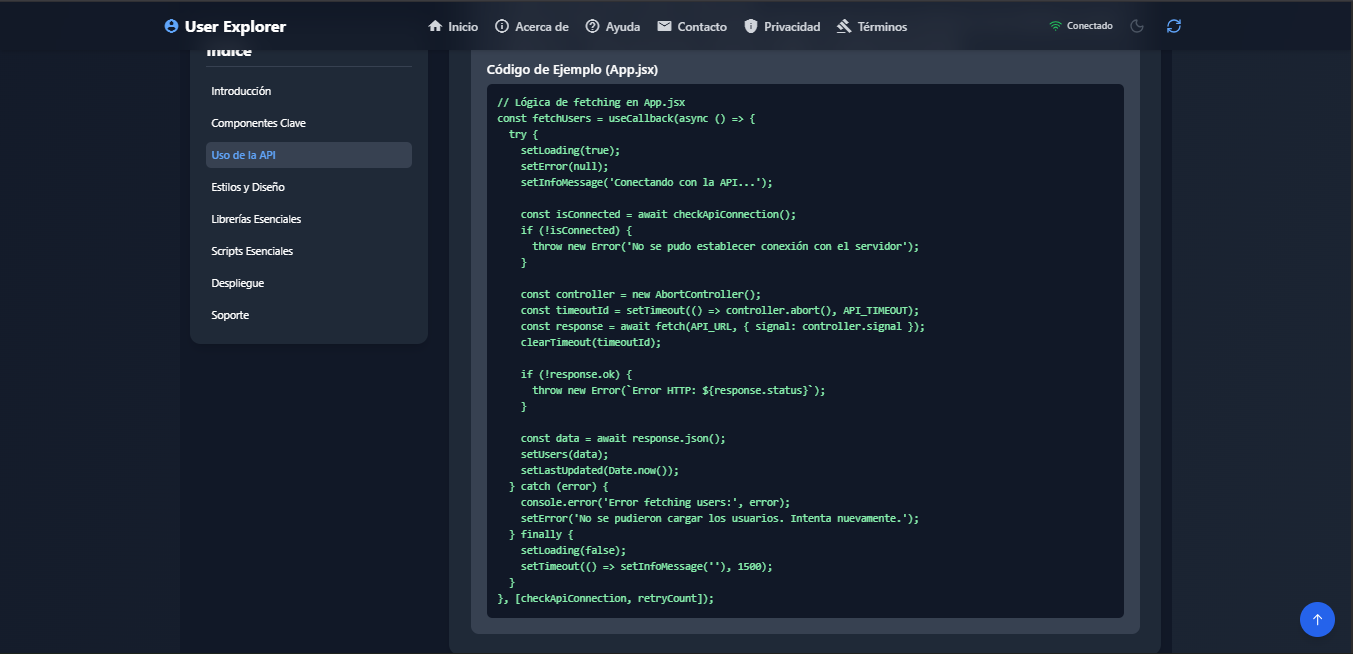 User Explorer
Inicio
Acerca de
Ayuda
Contacto
Privacidad
Términos
Conectado
Índice
Introducción
Componentes Clave
Uso de la API
Estilos y Diseño
Librerías Esenciales
Scripts Esenciales
Despliegue
Soporte
Código de Ejemplo (App.jsx)
// Lógica de fetching en App.jsx
const fetchUsers = useCallback(async () => {
  try {
    setLoading(true);
    setError(null);
    setInfoMessage('Conectando con la API...');

    const isConnected = await checkApiConnection();
    if (!isConnected) {
      throw new Error('No se pudo establecer conexión con el servidor');
    }

    const controller = new AbortController();
    const timeoutId = setTimeout(() => controller.abort(), API_TIMEOUT);
    const response = await fetch(API_URL, { signal: controller.signal });
    clearTimeout(timeoutId);

    if (!response.ok) {
      throw new Error(`Error HTTP: ${response.status}`);
    }

    const data = await response.json();
    setUsers(data);
    setLastUpdated(Date.now());
  } catch (error) {
    console.error('Error fetching users:', error);
    setError('No se pudieron cargar los usuarios. Intenta nuevamente.');
  } finally {
    setLoading(false);
    setTimeout(() => setInfoMessage(''), 1500);
  }
}, [checkApiConnection, retryCount]);